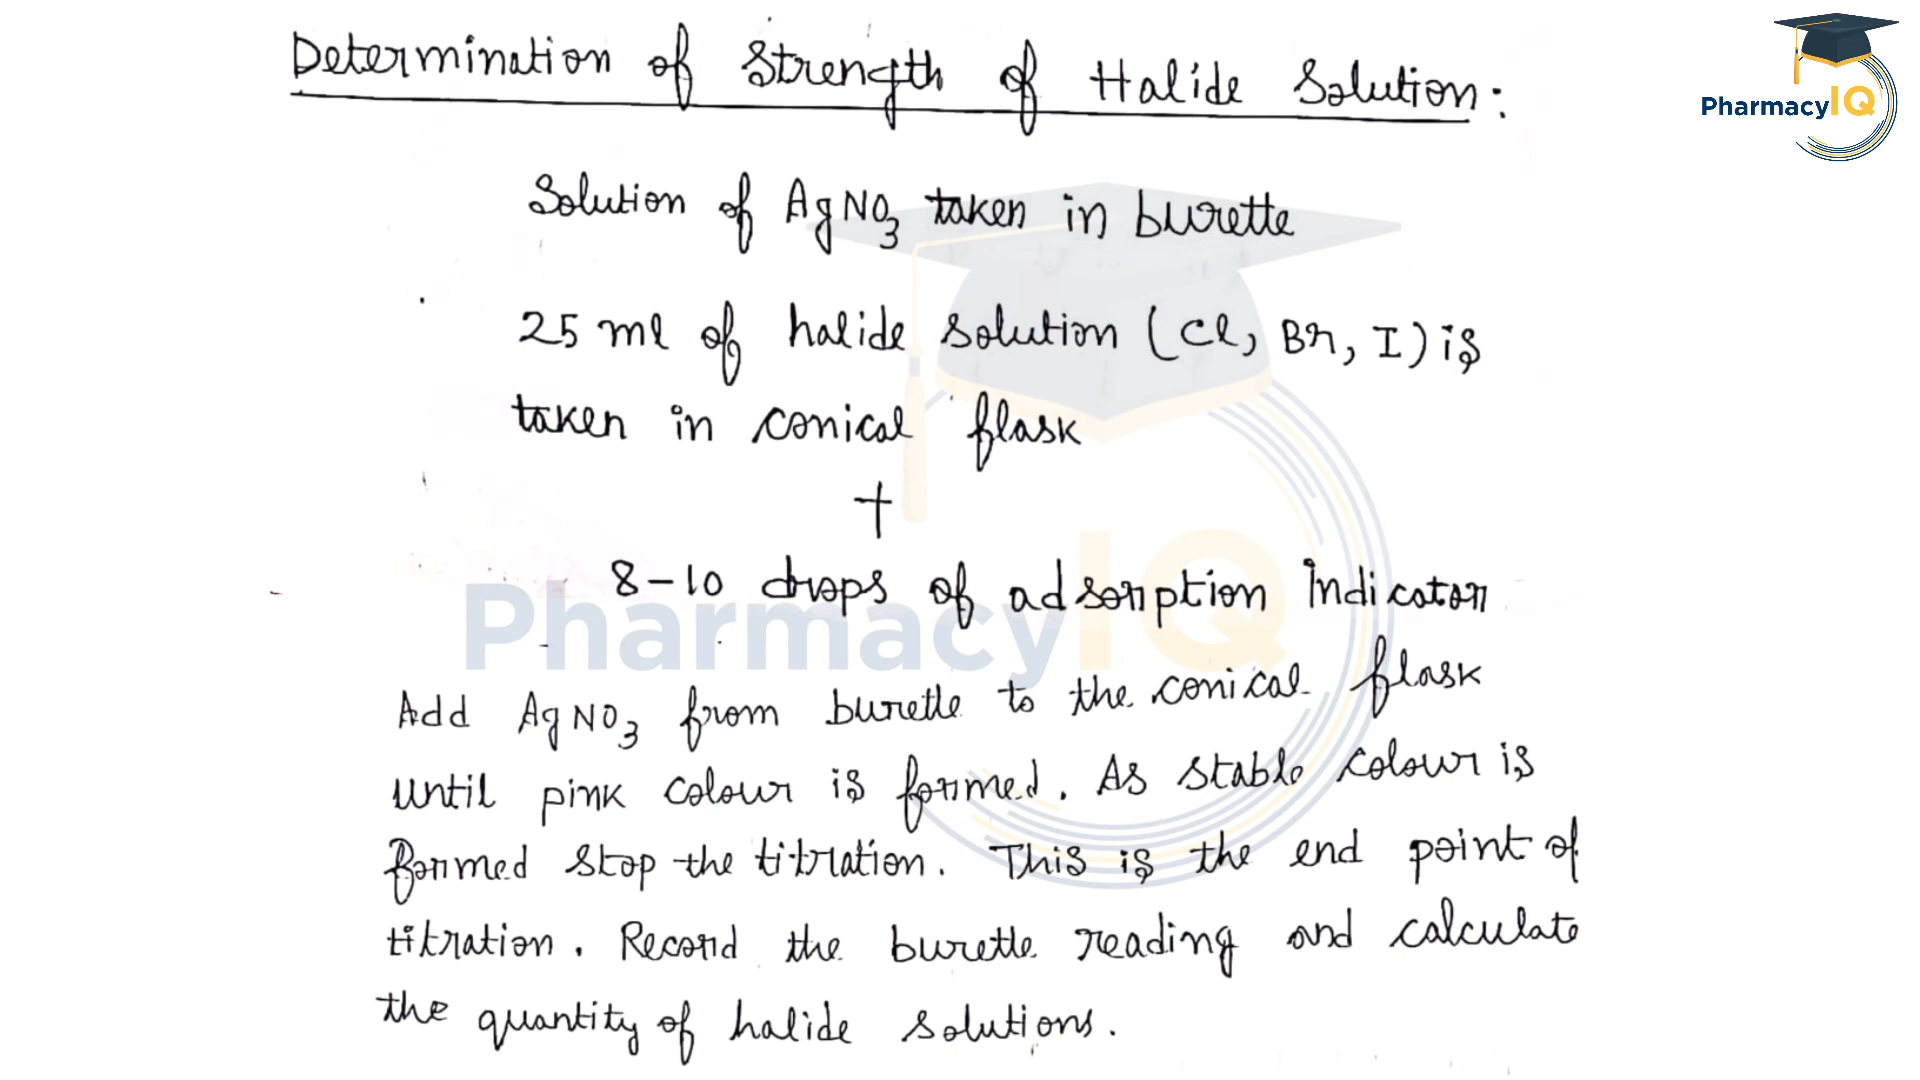 Determination of Strength of Halide Solution:
PharmacyIQ
Solution of AgNO3 taken in burette
25 ml of halide solution (Cl, Br, I) is
taken in conical flask
+
8-10 drops of adsorption indicator
PharmacyIQ
Add AgNO3 from burette to the conical flask
until pink colour is formed. As stable colour is
formed stop the titration. This is the end point of
titration. Record the burette reading and calculate
the quantity of halide solutions.